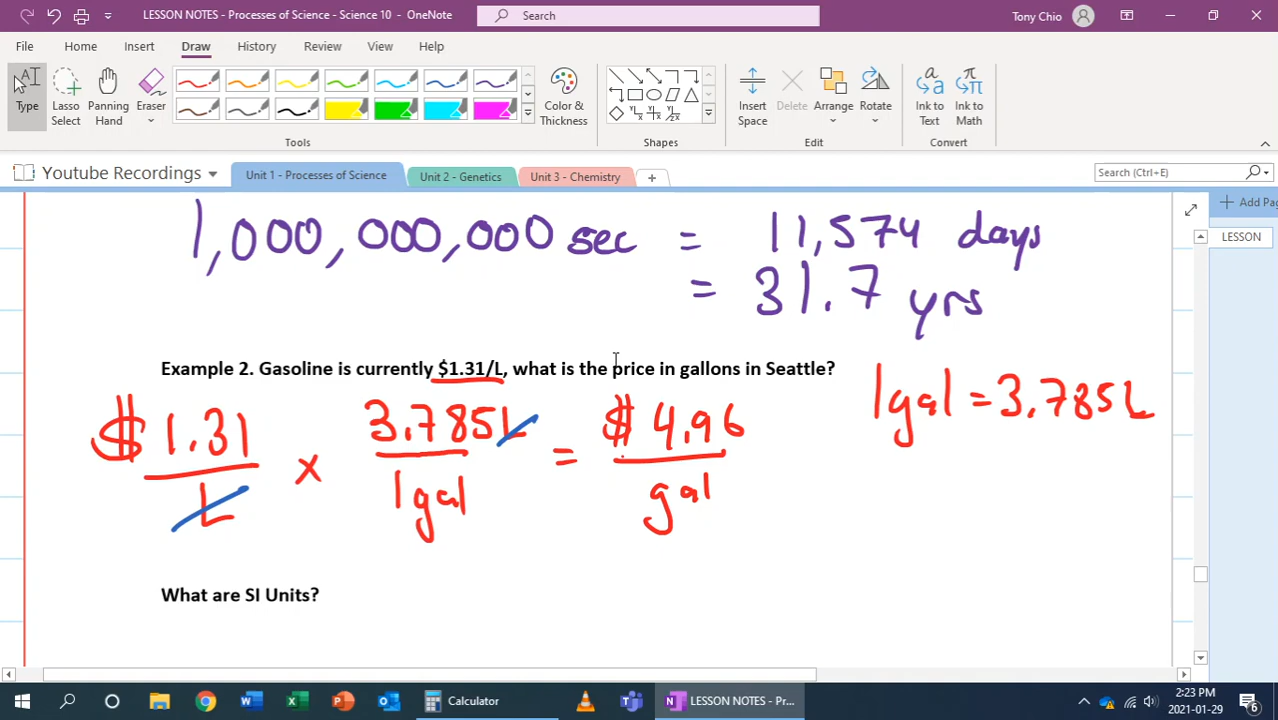 LESSON NOTES - Processes of Science - Science 10 - OneNote
Search
Tony Chio
File Home Insert Draw History Review View Help
Type
Lasso Select
Panning Hand
Eraser
Color & Thickness
Insert Space
Delete
Arrange
Rotate
Ink to Text
Ink to Math
Tools Shapes Edit Convert
Youtube Recordings
Unit 1 - Processes of Science
Unit 2 - Genetics
Unit 3 - Chemistry
Search (Ctrl+E)
Add Pag
LESSON
1,000,000,000 sec = 11,574 days
= 31.7 yrs
Example 2. Gasoline is currently $1.31/L, what is the price in gallons in Seattle?
1gal = 3.785L
$1.31 / L x 3.785L / 1gal = $4.96 / gal
What are SI Units?
Calculator
LESSON NOTES - Pr...
2:23 PM
2021-01-29
6